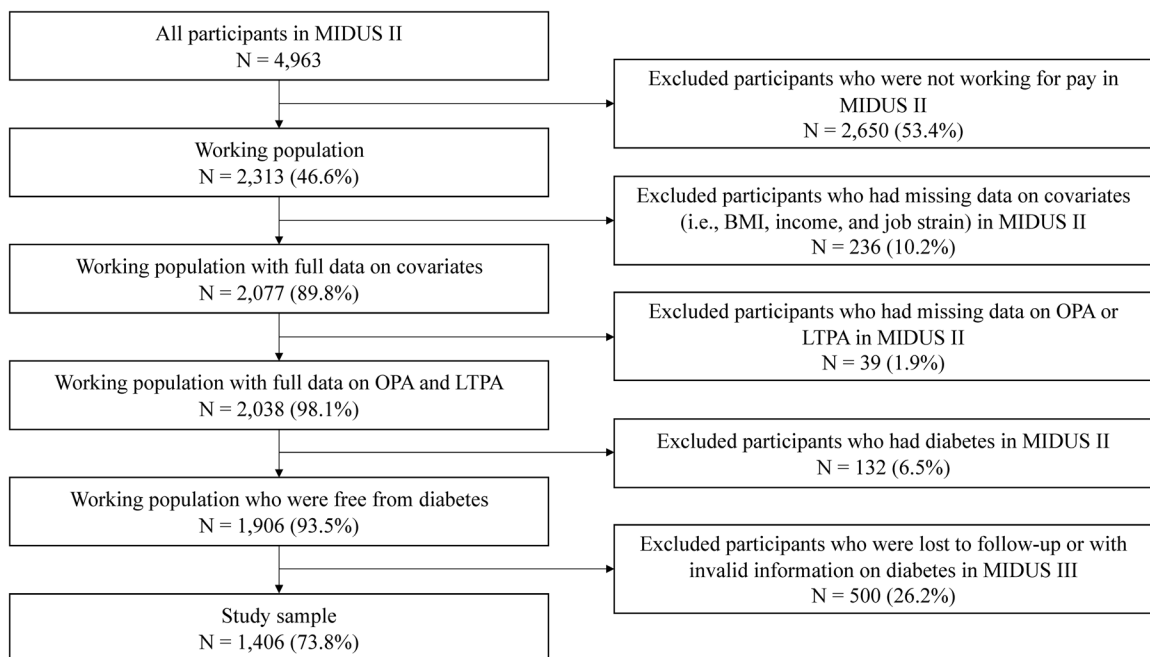 All participants in MIDUS II
N = 4,963
Excluded participants who were not working for pay in
MIDUS II
N = 2,650 (53.4%)
Working population
N = 2,313 (46.6%)
Excluded participants who had missing data on covariates
(i.e., BMI, income, and job strain) in MIDUS II
N = 236 (10.2%)
Working population with full data on covariates
N = 2,077 (89.8%)
Excluded participants who had missing data on OPA or
LTPA in MIDUS II
N = 39 (1.9%)
Working population with full data on OPA and LTPA
N = 2,038 (98.1%)
Excluded participants who had diabetes in MIDUS II
N = 132 (6.5%)
Working population who were free from diabetes
N = 1,906 (93.5%)
Excluded participants who were lost to follow-up or with
invalid information on diabetes in MIDUS III
N = 500 (26.2%)
Study sample
N = 1,406 (73.8%)